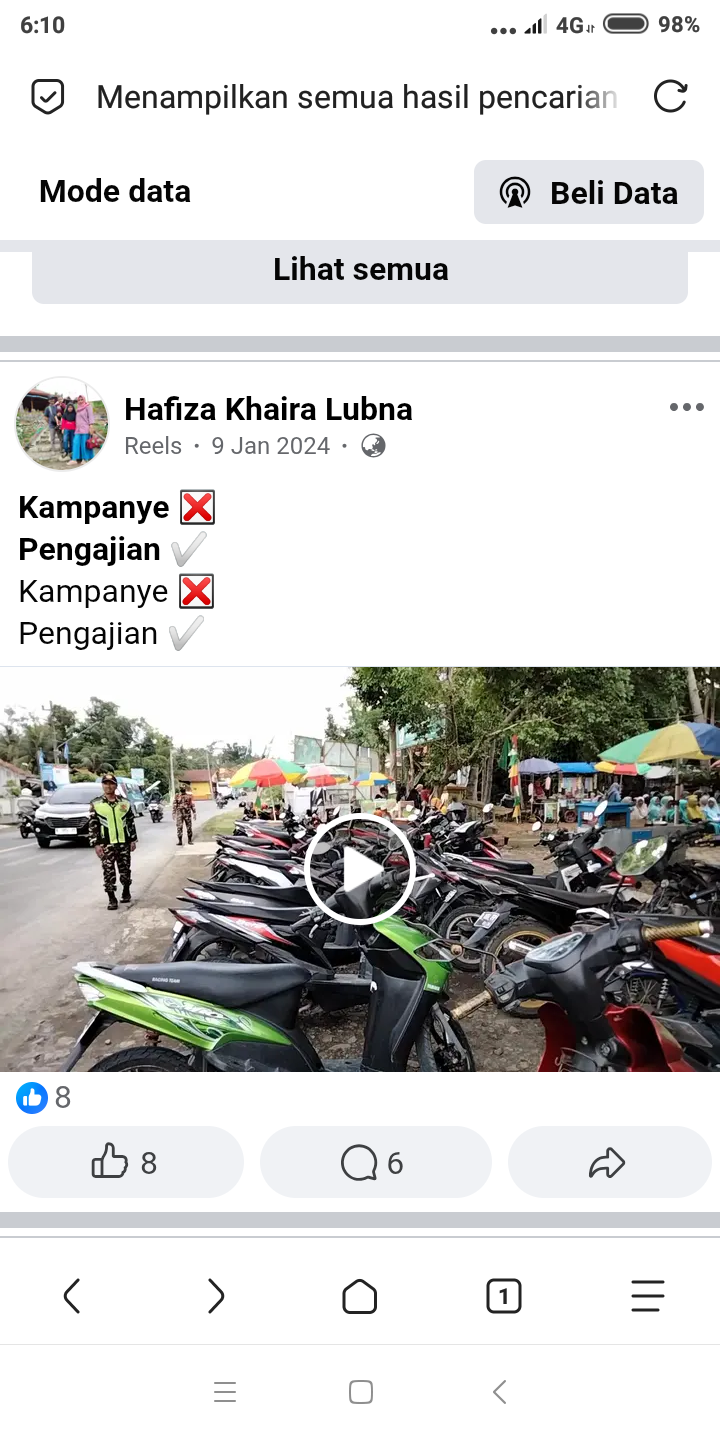 6:10
4G
98%
Menampilkan semua hasil pencarian
Mode data
Beli Data
Lihat semua
Hafiza Khaira Lubna
Reels · 9 Jan 2024 ·
Kampanye ❌
Pengajian ✔️
Kampanye ❌
Pengajian ✔️
8
8
6
1